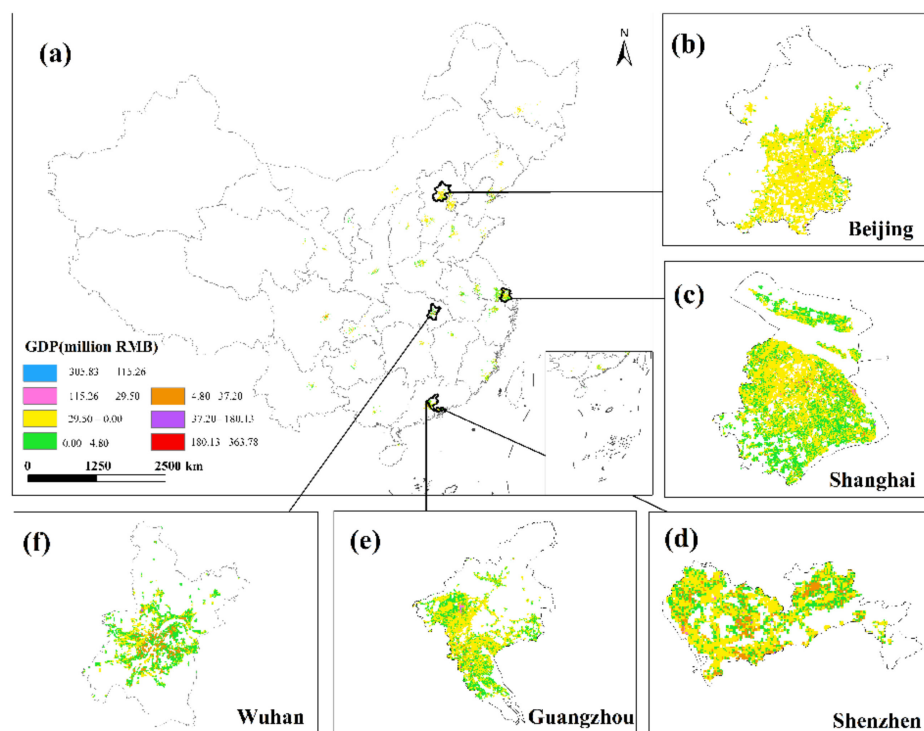 (a)
N
(b)
Beijing
(c)
Shanghai
GDP(million RMB)
305.83 115.26
115.26 29.50
29.50 0.00
0.00 4.80
4.80 37.20
37.20 180.13
180.13 363.78
0 1250 2500 km
(f)
Wuhan
(e)
Guangzhou
(d)
Shenzhen